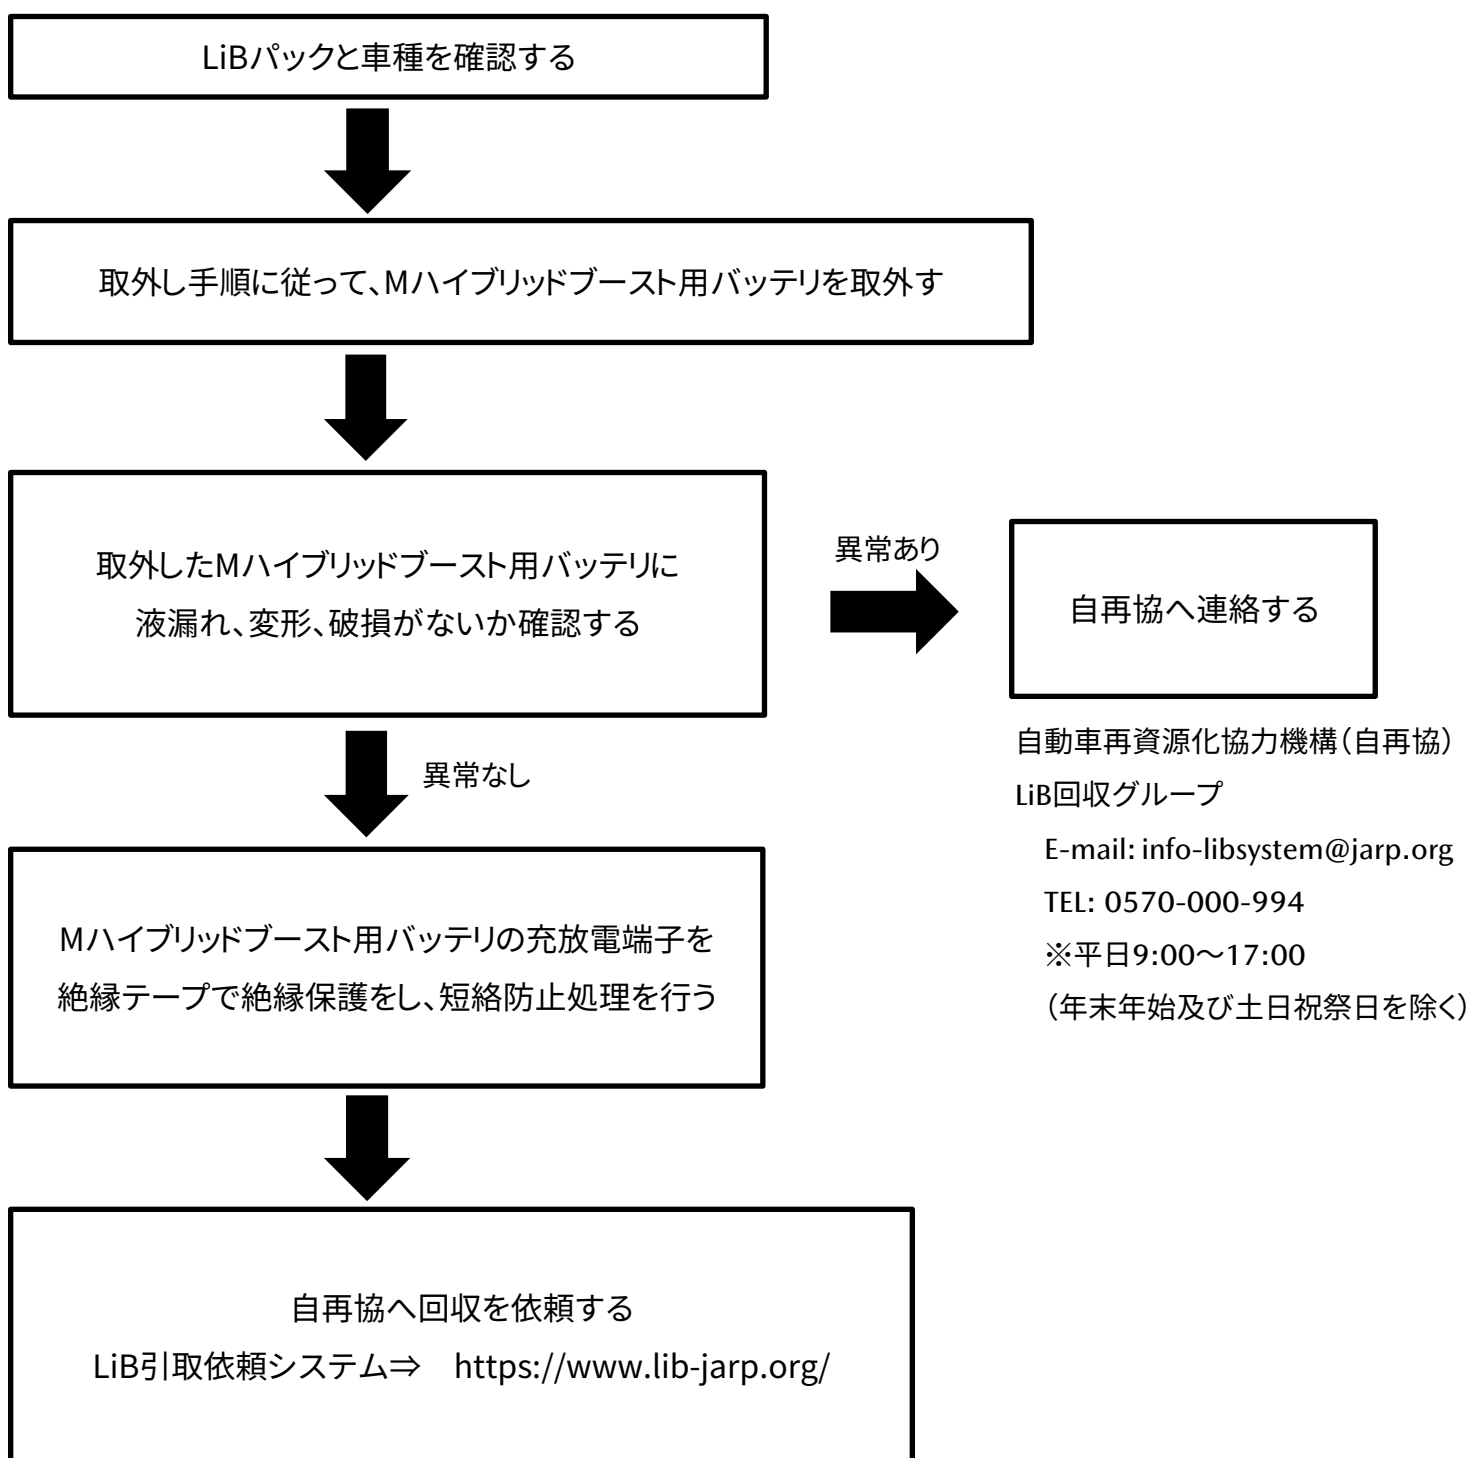 LiBパックと車種を確認する
取外し手順に従って、Mハイブリッドブースト用バッテリを取外す
取外したMハイブリッドブースト用バッテリに
液漏れ、変形、破損がないか確認する
異常あり
自再協へ連絡する
自動車再資源化協力機構（自再協）
LiB回収グループ
E-mail: info-libsystem@jarp.org
TEL: 0570-000-994
※平日9:00～17:00
（年末年始及び土日祝祭日を除く）
異常なし
Mハイブリッドブースト用バッテリの充放電端子を
絶縁テープで絶縁保護をし、短絡防止処理を行う
自再協へ回収を依頼する
LiB引取依頼システム⇒　https://www.lib-jarp.org/